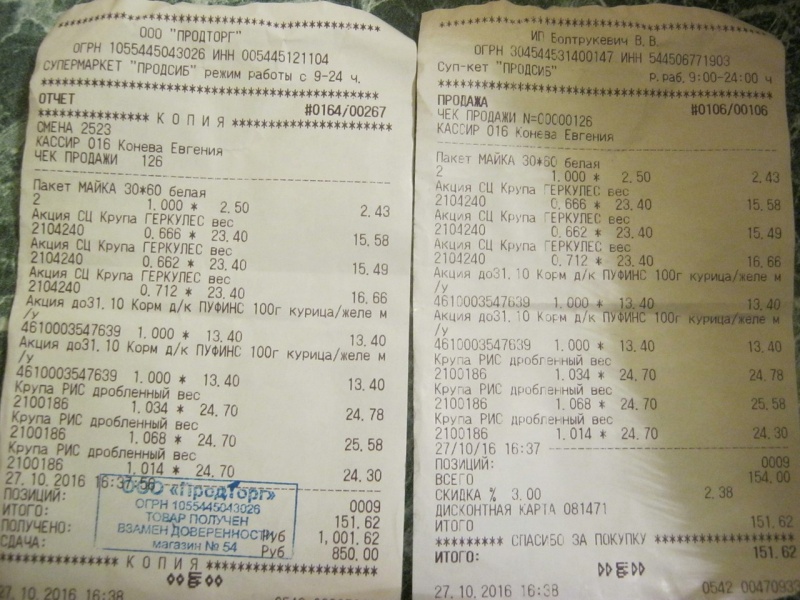 ООО "ПРОДТОРГ"
ОГРН 1055445043026 ИНН 005445121104
СУПЕРМАРКЕТ "ПРОДСИБ" режим работы с 9-24 ч.
ОТЧЕТ #0164/00267
КОПИЯ
СМЕНА 2523
КАССИР 016 Конева Евгения
ЧЕК ПРОДАЖИ 126
Пакет МАЙКА 30*60 белая
2 1.000 * 2.50 2.43
Акция СЦ Крупа ГЕРКУЛЕС вес
2104240 0.666 * 23.40 15.58
Акция СЦ Крупа ГЕРКУЛЕС вес
2104240 0.662 * 23.40 15.49
Акция СЦ Крупа ГЕРКУЛЕС вес
2104240 0.712 * 23.40 16.66
Акция до31.10 Корм д/к ПУФИНС 100г курица/желе м
/у
4610003547639 1.000 * 13.40 13.40
Акция до31.10 Корм д/к ПУФИНС 100г курица/желе м
/у
4610003547639 1.000 * 13.40 13.40
Крупа РИС дробленный вес
2100186 1.034 * 24.70 24.78
Крупа РИС дробленный вес
2100186 1.068 * 24.70 25.58
Крупа РИС дробленный вес
2100186 1.014 * 24.70 24.30
27.10.2016 16:37:56
ПОЗИЦИЙ: 0009
ИТОГО: 151.62
ПОЛУЧЕНО: Руб 1,001.62
СДАЧА: Руб 850.00
КОПИЯ
27.10.2016 16:38
ООО «ПродТорг»
ОГРН 1055445043026
ТОВАР ПОЛУЧЕН
ВЗАМЕН ДОВЕРЕННОСТИ
магазин № 54
ИП Болтрукевич В.В.
ОГРН 304544531400147 ИНН 544506771903
Суп-кет "ПРОДСИБ" р.раб. 9:00-24:00 ч
ПРОДАЖА #0106/00106
ЧЕК ПРОДАЖИ N=00000126
КАССИР 016 Конева Евгения
Пакет МАЙКА 30*60 белая
2 1.000 * 2.50 2.43
Акция СЦ Крупа ГЕРКУЛЕС вес
2104240 0.666 * 23.40 15.58
Акция СЦ Крупа ГЕРКУЛЕС вес
2104240 0.662 * 23.40 15.49
Акция СЦ Крупа ГЕРКУЛЕС вес
2104240 0.712 * 23.40 16.66
Акция до31.10 Корм д/к ПУФИНС 100г курица/желе м
/у
4610003547639 1.000 * 13.40 13.40
Акция до31.10 Корм д/к ПУФИНС 100г курица/желе м
/у
4610003547639 1.000 * 13.40 13.40
Крупа РИС дробленный вес
2100186 1.034 * 24.70 24.78
Крупа РИС дробленный вес
2100186 1.068 * 24.70 25.58
Крупа РИС дробленный вес
2100186 1.014 * 24.70 24.30
27/10/16 16:37
ПОЗИЦИЙ: 0009
ВСЕГО 154.00
СКИДКА % 3.00 2.38
ДИСКОНТНАЯ КАРТА 081471
ИТОГО 151.62
СПАСИБО ЗА ПОКУПКУ
ИТОГО: 151.62
27.10.2016 16:38 0542 00470933